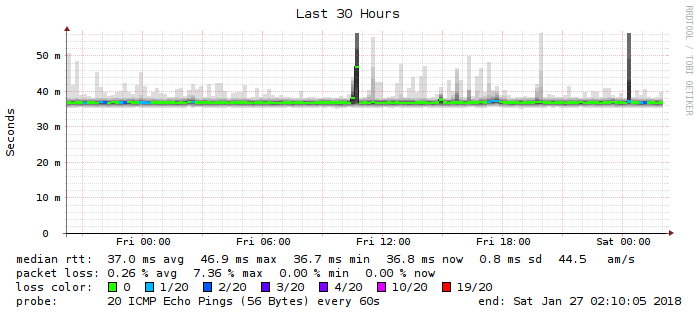 Last 30 Hours
RRDTOOL / TOBI OETIKER
Seconds
50 m
40 m
30 m
20 m
10 m
0
Fri 00:00 Fri 06:00 Fri 12:00 Fri 18:00 Sat 00:00
median rtt: 37.0 ms avg 46.9 ms max 36.7 ms min 36.8 ms now 0.8 ms sd 44.5 am/s
packet loss: 0.26 % avg 7.36 % max 0.00 % min 0.00 % now
loss color: 0 1/20 2/20 3/20 4/20 10/20 19/20
probe: 20 ICMP Echo Pings (56 Bytes) every 60s end: Sat Jan 27 02:10:05 2018